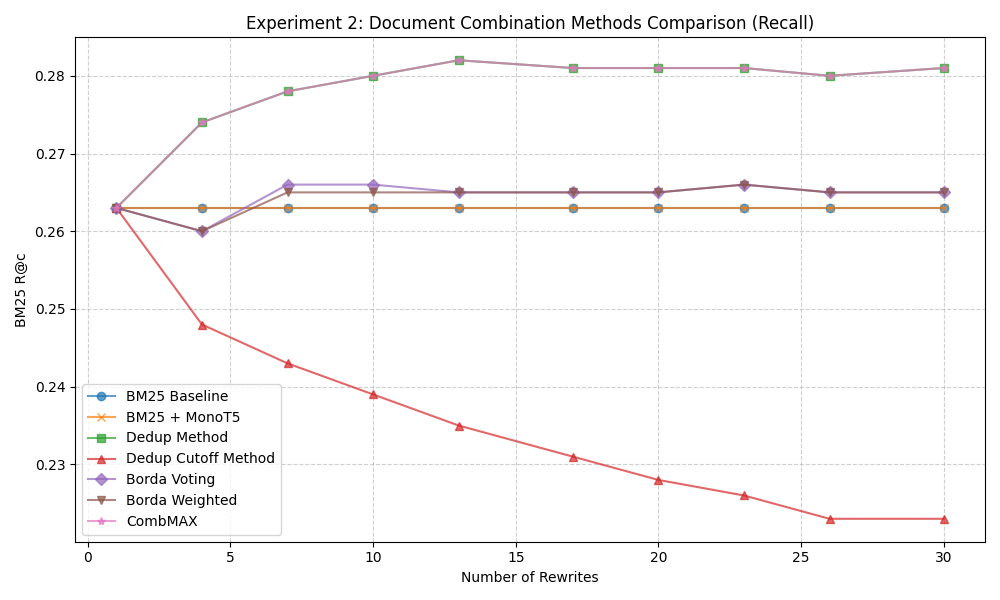 Experiment 2: Document Combination Methods Comparison (Recall)
0.28
0.27
0.26
0.25
0.24
0.23
BM25 R@c
BM25 Baseline
BM25 + MonoT5
Dedup Method
Dedup Cutoff Method
Borda Voting
Borda Weighted
CombMAX
0 5 10 15 20 25 30
Number of Rewrites